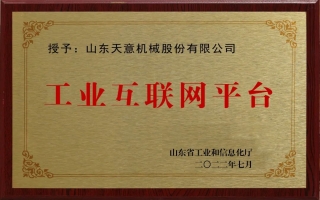 授予：山东天意机械股份有限公司
工业互联网平台
山东省工业和信息化厅
二〇二二年七月